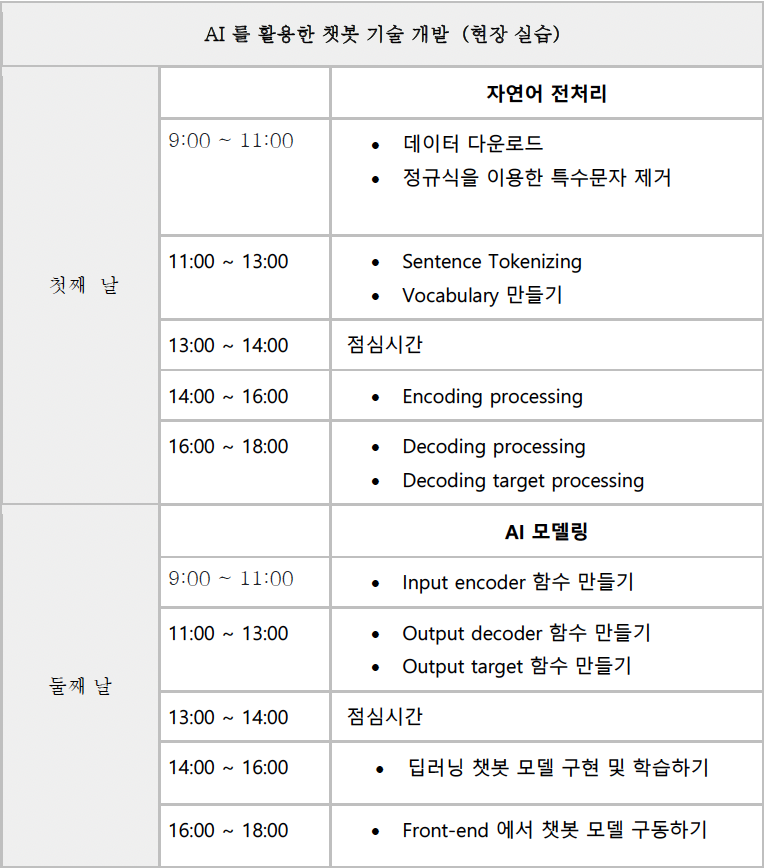 AI 를 활용한 챗봇 기술 개발 (현장 실습)
첫째 날
자연어 전처리
9:00 ~ 11:00
• 데이터 다운로드
• 정규식을 이용한 특수문자 제거
11:00 ~ 13:00
• Sentence Tokenizing
• Vocabulary 만들기
13:00 ~ 14:00
점심시간
14:00 ~ 16:00
• Encoding processing
16:00 ~ 18:00
• Decoding processing
• Decoding target processing
둘째 날
AI 모델링
9:00 ~ 11:00
• Input encoder 함수 만들기
11:00 ~ 13:00
• Output decoder 함수 만들기
• Output target 함수 만들기
13:00 ~ 14:00
점심시간
14:00 ~ 16:00
• 딥러닝 챗봇 모델 구현 및 학습하기
16:00 ~ 18:00
• Front-end 에서 챗봇 모델 구동하기